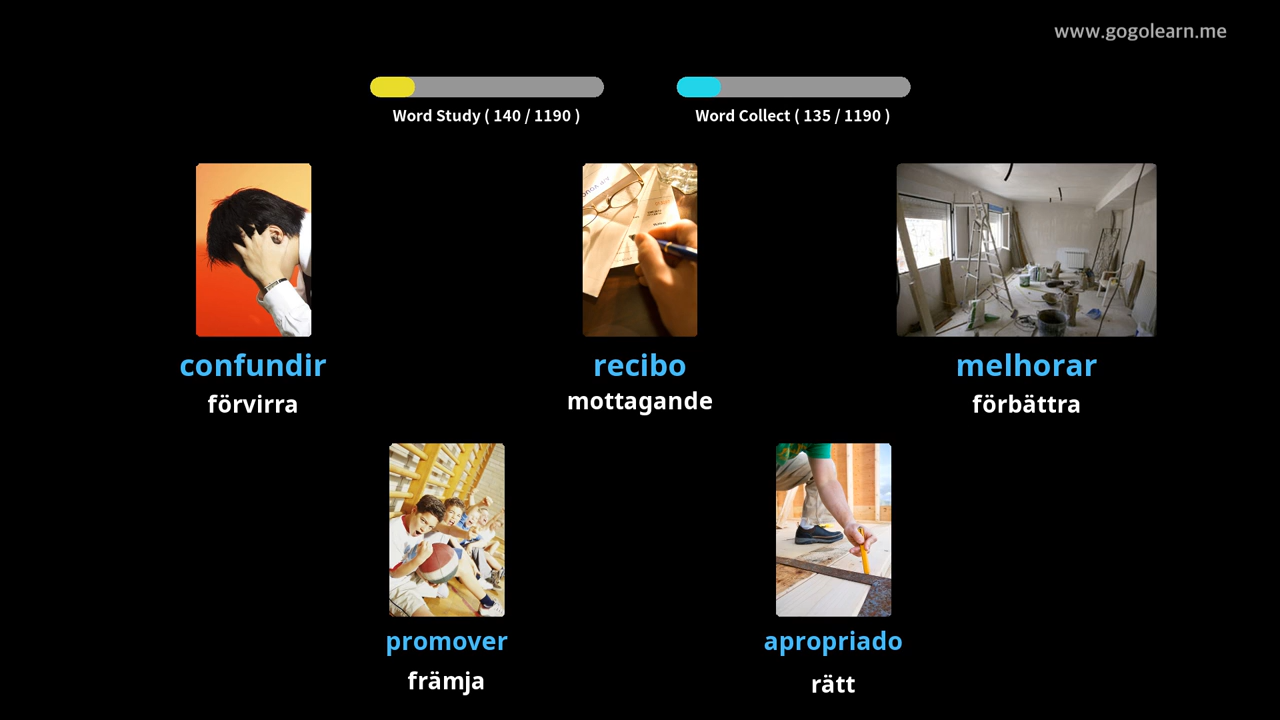 www.gogolearn.me
Word Study ( 140 / 1190 )
Word Collect ( 135 / 1190 )
confundir
förvirra
recibo
mottagande
melhorar
förbättra
promover
främja
apropriado
rätt